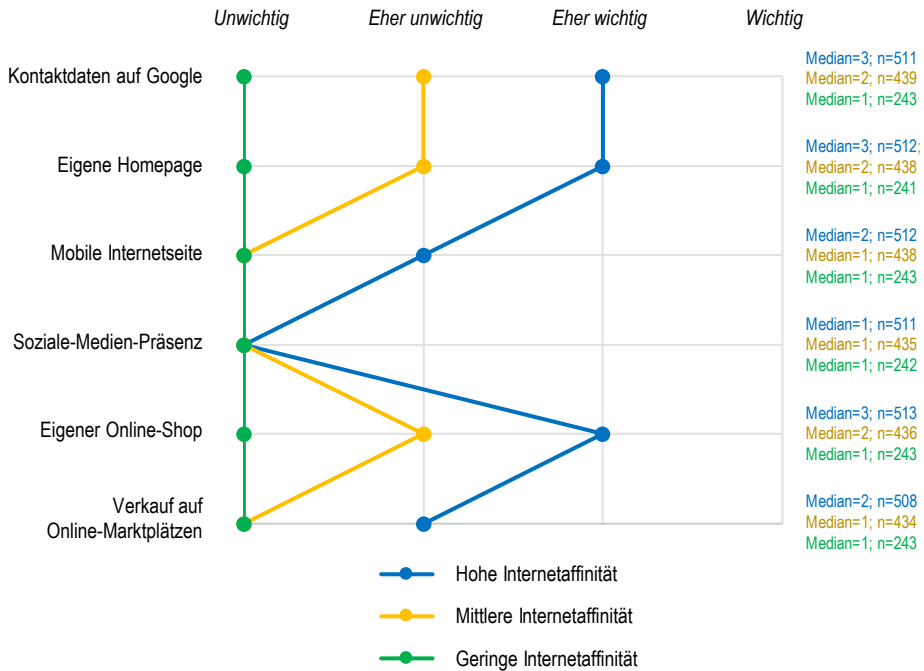 Unwichtig Eher unwichtig Eher wichtig Wichtig
Kontaktdaten auf Google
Median=3; n=511
Median=2; n=439
Median=1; n=243
Eigene Homepage
Median=3; n=512;
Median=2; n=438
Median=1; n=241
Mobile Internetseite
Median=2; n=512
Median=1; n=438
Median=1; n=243
Soziale-Medien-Präsenz
Median=1; n=511
Median=1; n=435
Median=1; n=242
Eigener Online-Shop
Median=3; n=513
Median=2; n=436
Median=1; n=243
Verkauf auf
Online-Marktplätzen
Median=2; n=508
Median=1; n=434
Median=1; n=243
Hohe Internetaffinität
Mittlere Internetaffinität
Geringe Internetaffinität